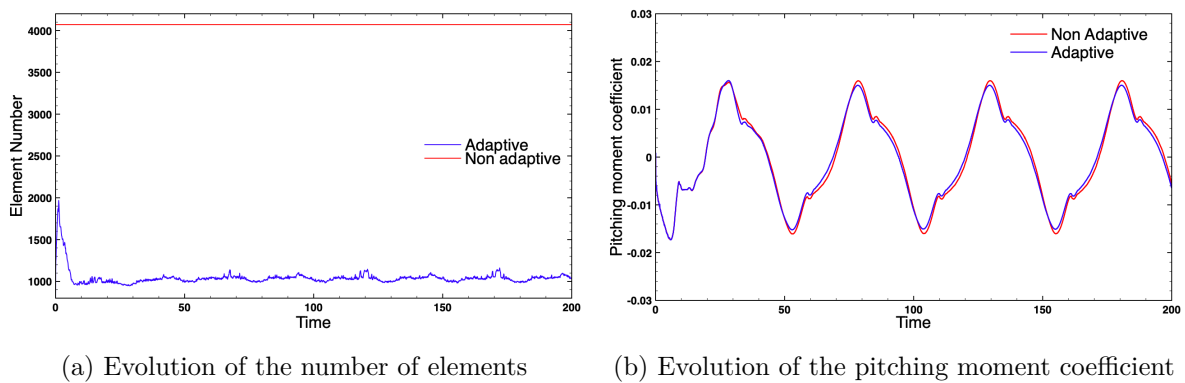 4000
3500
3000
2500
2000
1500
1000
0 50 100 150 200
Element Number
Time
Adaptive
Non adaptive
(a) Evolution of the number of elements
0.03
0.02
0.01
0
-0.01
-0.02
-0.03
0 50 100 150 200
Pitching moment coefficient
Time
Non Adaptive
Adaptive
(b) Evolution of the pitching moment coefficient